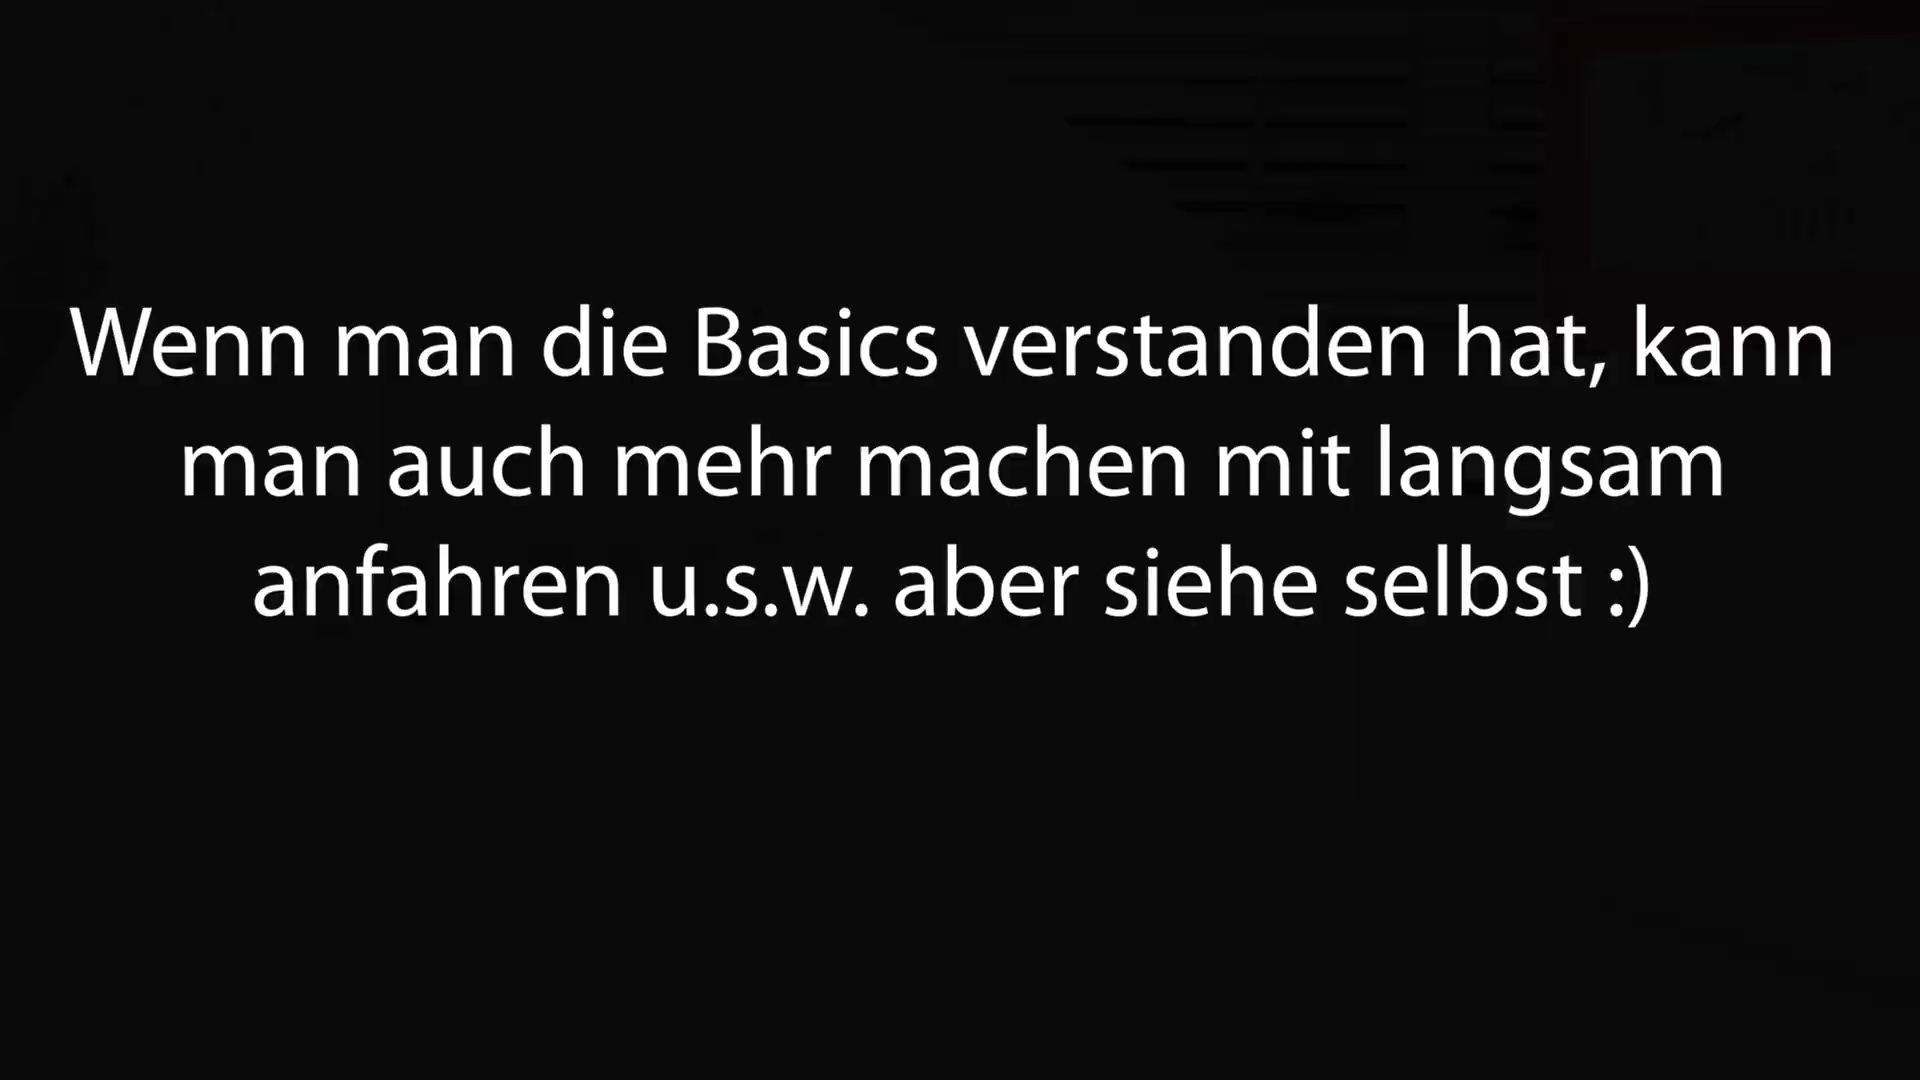 Wenn man die Basics verstanden hat, kann
man auch mehr machen mit langsam
anfahren u.s.w. aber siehe selbst :)